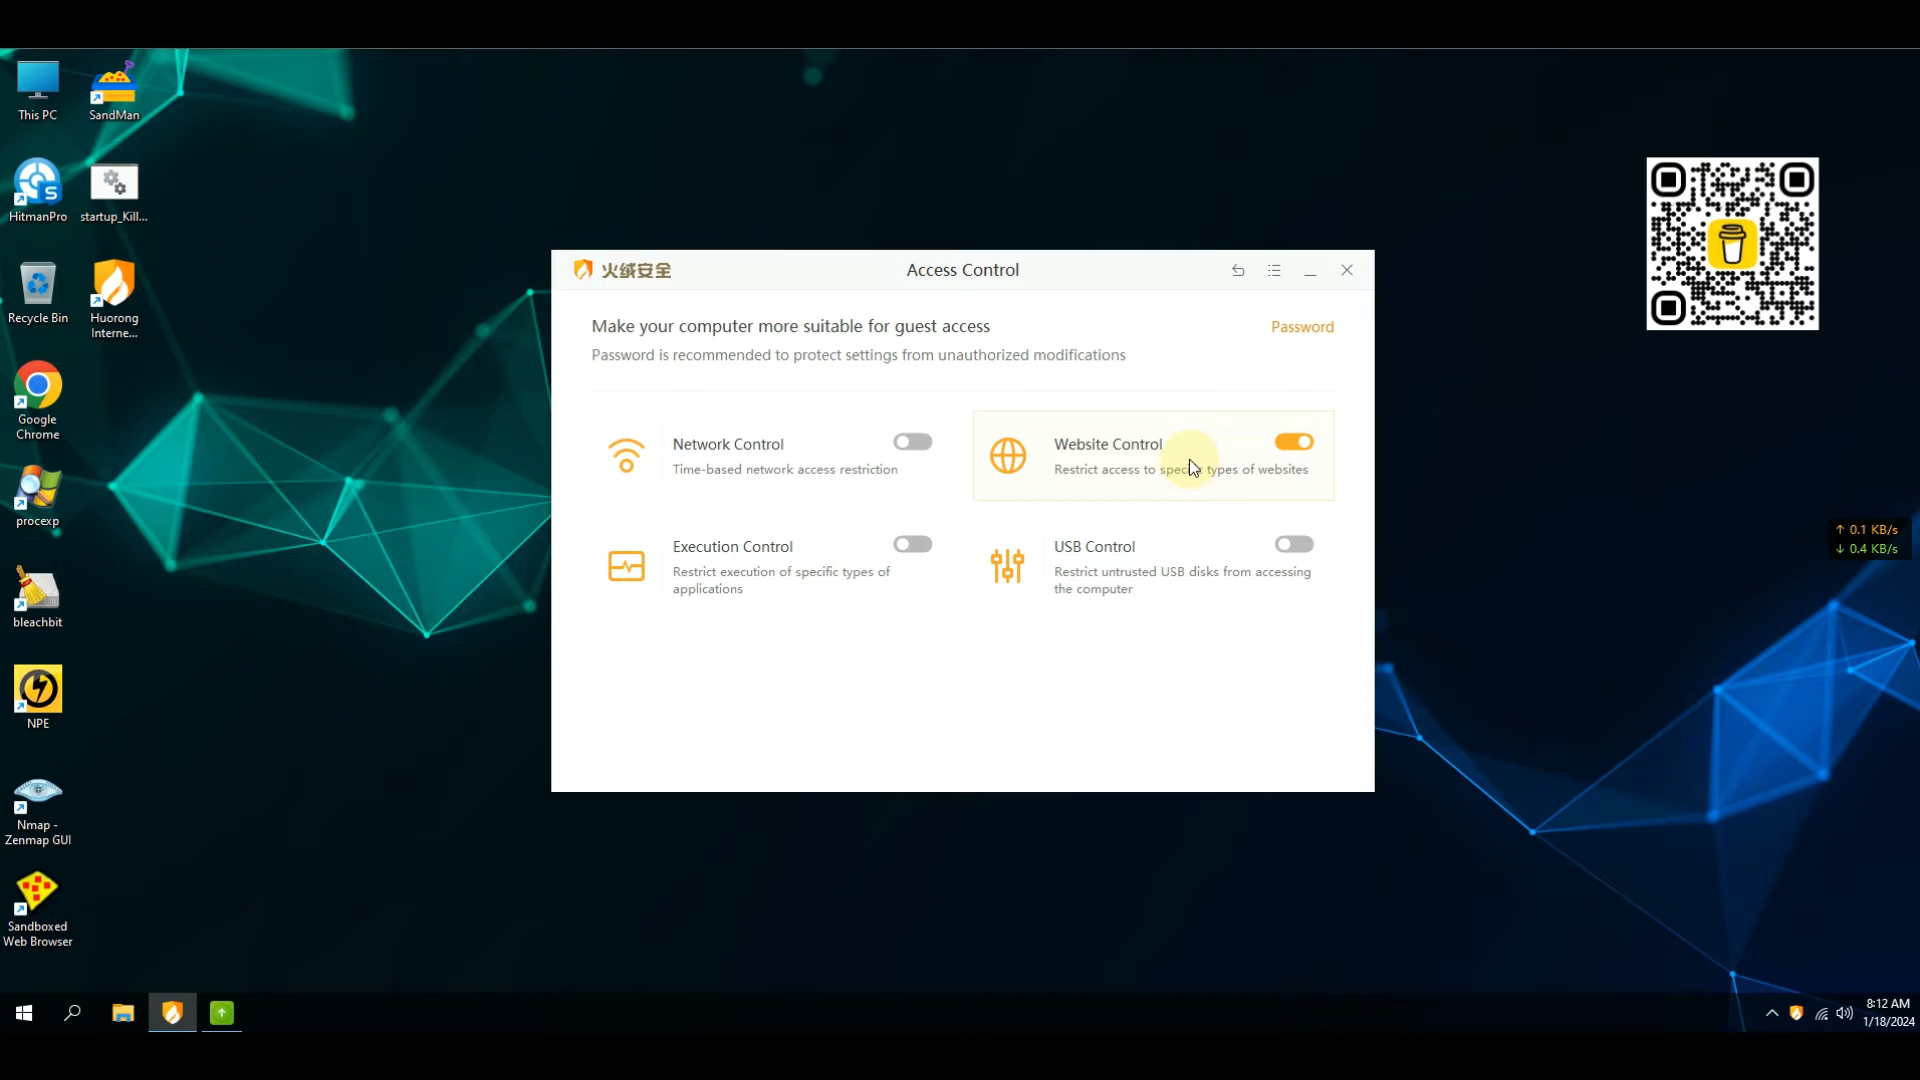 This PC
SandMan
HitmanPro
startup_Kill...
Recycle Bin
Huorong
Interne...
Google
Chrome
procexp
bleachbit
NPE
Nmap -
Zenmap GUI
Sandboxed
Web Browser
火绒安全
Access Control
Make your computer more suitable for guest access
Password
Password is recommended to protect settings from unauthorized modifications
Network Control
Time-based network access restriction
Website Control
Restrict access to specific types of websites
Execution Control
Restrict execution of specific types of
applications
USB Control
Restrict untrusted USB disks from accessing
the computer
↑ 0.1 KB/s
↓ 0.4 KB/s
8:12 AM
1/18/2024